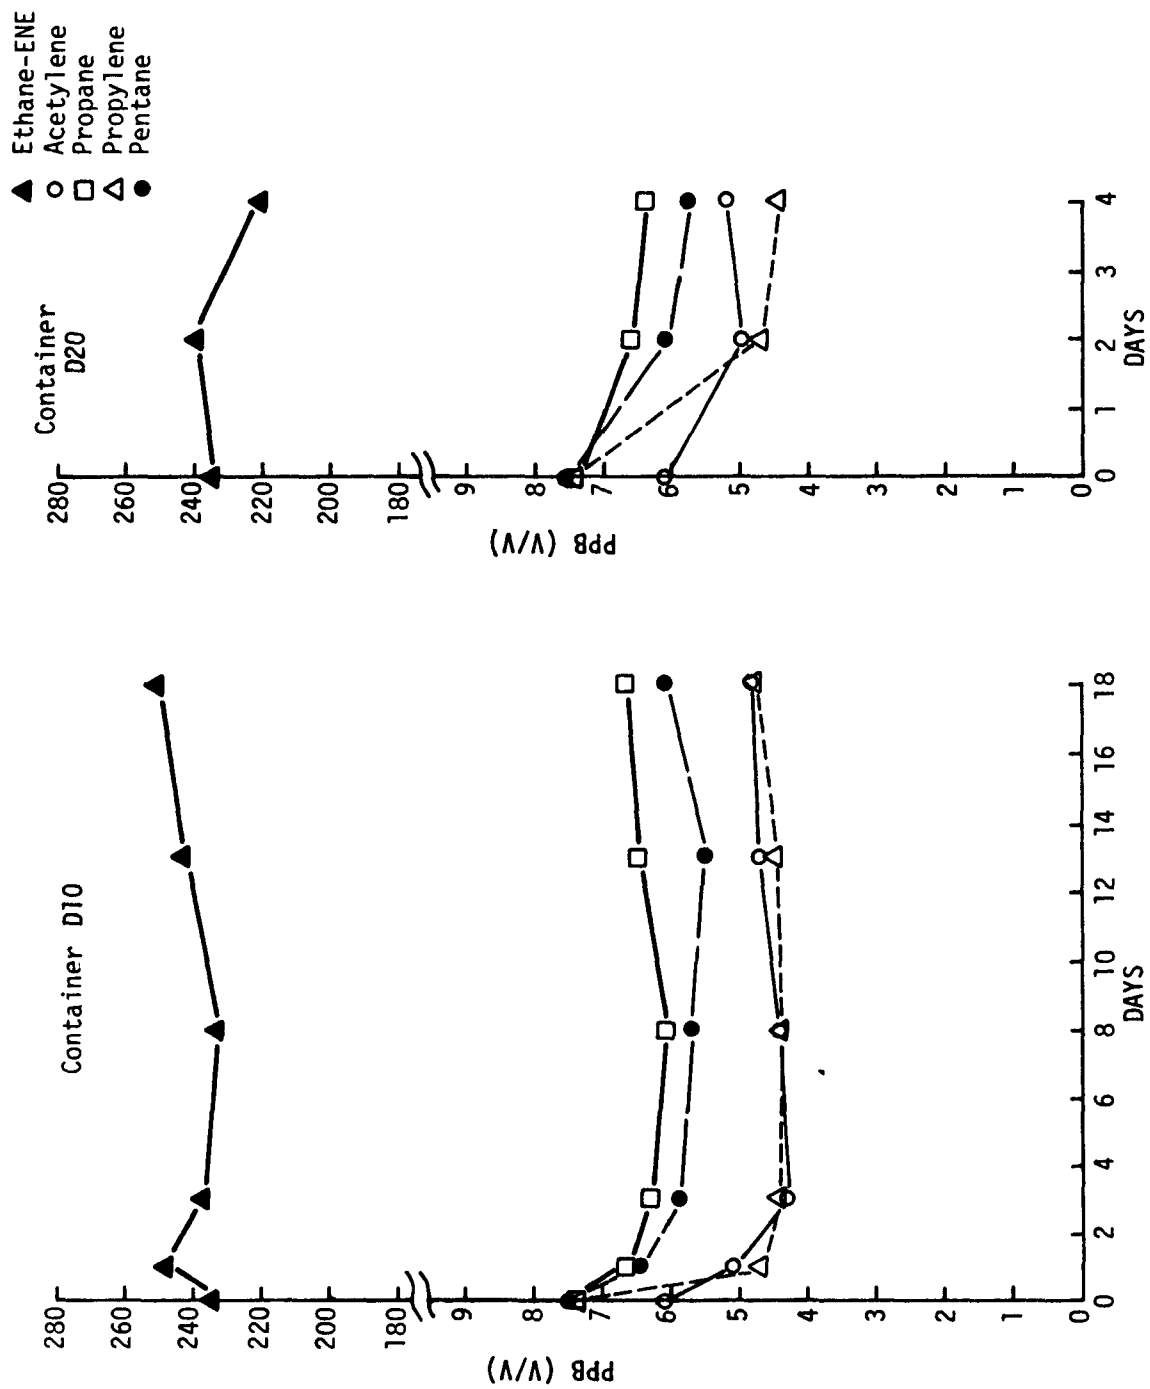 ▲ Ethane-ENE
○ Acetylene
□ Propane
△ Propylene
● Pentane
Container D10
280
260
240
220
200
180
9
8
7
6
5
4
3
2
1
0
PPB (V/V)
0 2 4 6 8 10 12 14 16 18
DAYS
Container
D20
280
260
240
220
200
180
9
8
7
6
5
4
3
2
1
0
PPB (V/V)
0 1 2 3 4
DAYS